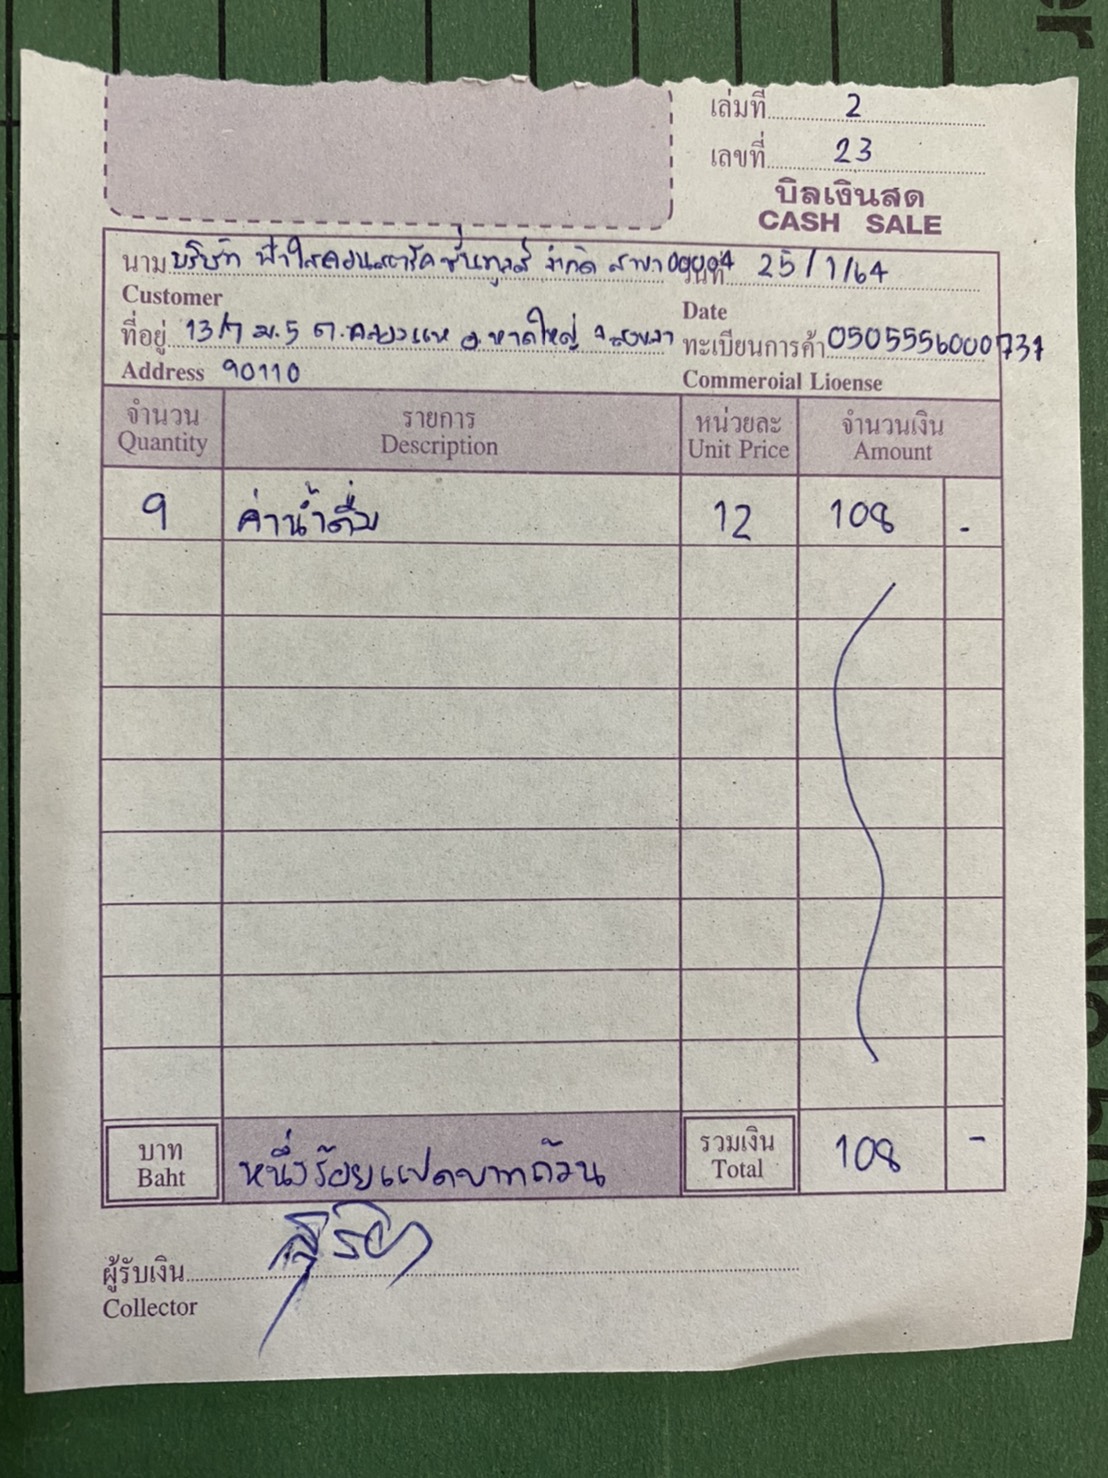 เล่มที่ 2
เลขที่ 23
บิลเงินสด
CASH SALE
นาม บริษัท ฟ้าใสคอนสตรัคชั่นทูลส์ จำกัด สาขา 00004 วันที่ 25/1/64
Customer Date
ที่อยู่ 13/7 ม.5 ต.คลองแห อ.หาดใหญ่ จ.สงขลา ทะเบียนการค้า 0505556000731
Address 90110 Commeroial Lioense
จำนวน รายการ หน่วยละ จำนวนเงิน
Quantity Description Unit Price Amount
9 ค่าน้ำดื่ม 12 108 -
บาท หนึ่งร้อยแปดบาทถ้วน รวมเงิน 108 -
Baht Total
ผู้รับเงิน
Collector
er